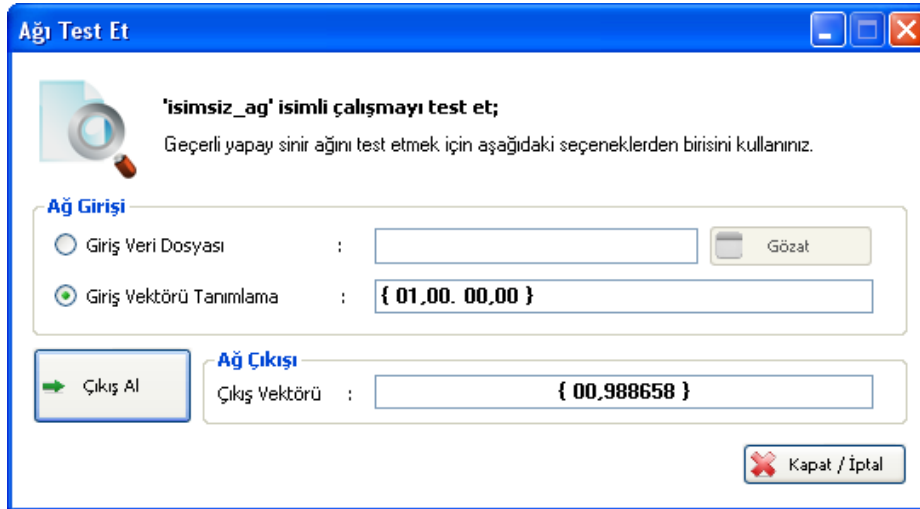 Ağı Test Et
'isimsiz_ag' isimli çalışmayı test et;
Geçerli yapay sinir ağını test etmek için aşağıdaki seçeneklerden birisini kullanınız.
Ağ Girişi
Giriş Veri Dosyası :
Gözat
Giriş Vektörü Tanımlama : { 01,00. 00,00 }
Çıkış Al
Ağ Çıkışı
Çıkış Vektörü : { 00,988658 }
Kapat / İptal